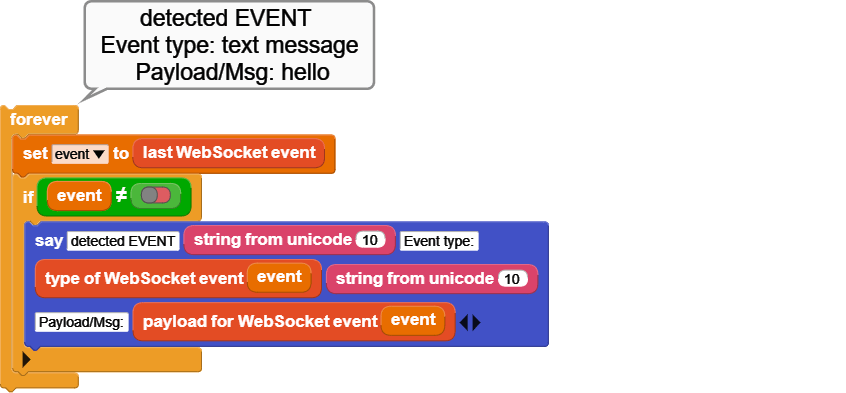 detected EVENT
Event type: text message
Payload/Msg: hello
forever
set event to last WebSocket event
if event ≠
say detected EVENT string from unicode 10 Event type:
type of WebSocket event event string from unicode 10
Payload/Msg: payload for WebSocket event event